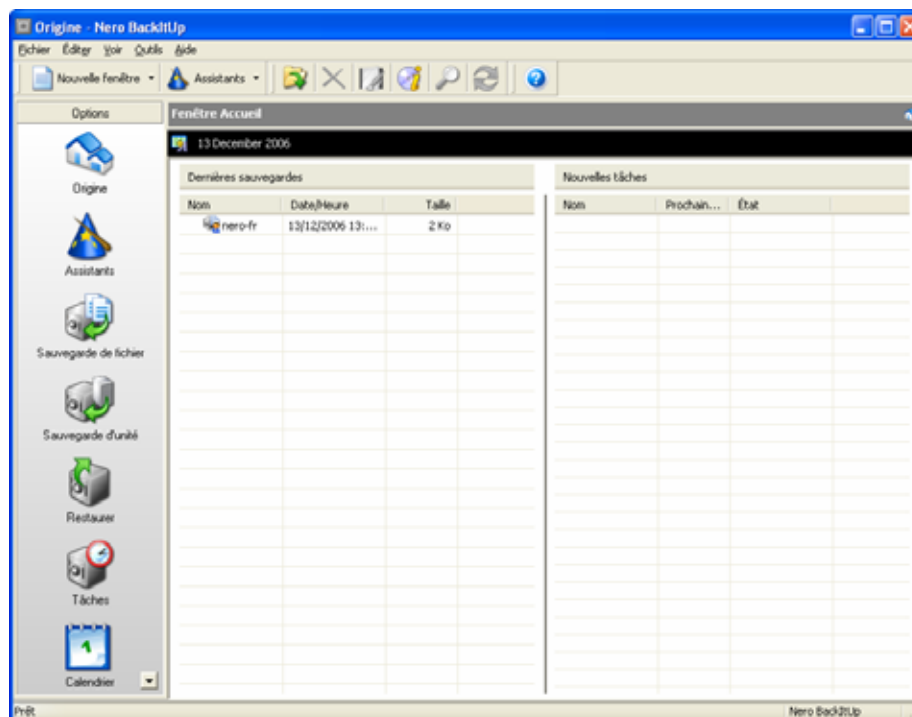 Origine - Nero BackItUp
Fichier Éditer Voir Outils Aide
Nouvelle fenêtre Assistants
Options
Fenêtre Accueil
13 December 2006
Origine
Assistants
Sauvegarde de fichier
Sauvegarde d'unité
Restaurer
Tâches
Calendrier
Dernières sauvegardes
Nom Date/Heure Taille
nero-fr 13/12/2006 13:... 2 Ko
Nouvelles tâches
Nom Prochain... État
Prêt Nero BackItUp